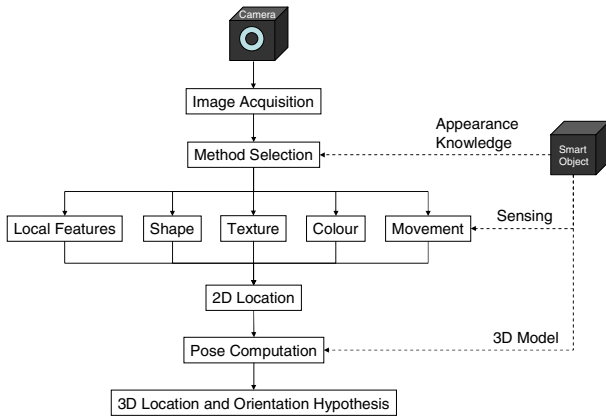 Camera
Image Acquisition
Appearance
Knowledge
Method Selection
Smart
Object
Local Features
Shape
Texture
Colour
Movement
Sensing
2D Location
3D Model
Pose Computation
3D Location and Orientation Hypothesis